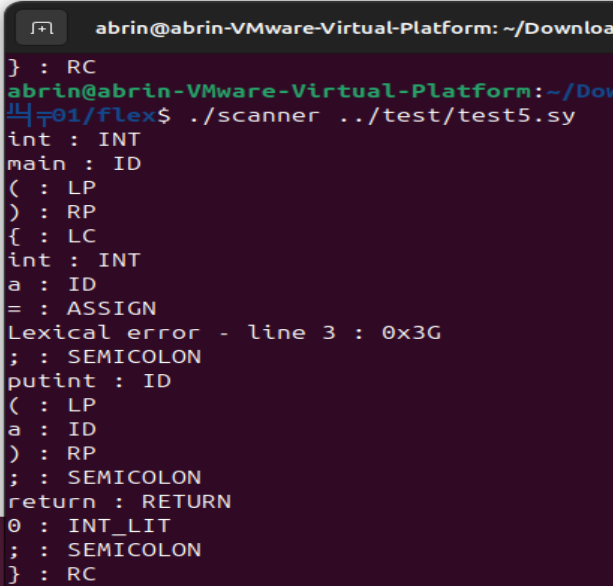 abrin@abrin-VMware-Virtual-Platform: ~/Downloa
} : RC
abrin@abrin-VMware-Virtual-Platform:~/Dow
╨╣╤01/flex$ ./scanner ../test/test5.sy
int : INT
main : ID
( : LP
) : RP
{ : LC
int : INT
a : ID
= : ASSIGN
Lexical error - line 3 : 0x3G
; : SEMICOLON
putint : ID
( : LP
a : ID
) : RP
; : SEMICOLON
return : RETURN
0 : INT_LIT
; : SEMICOLON
} : RC